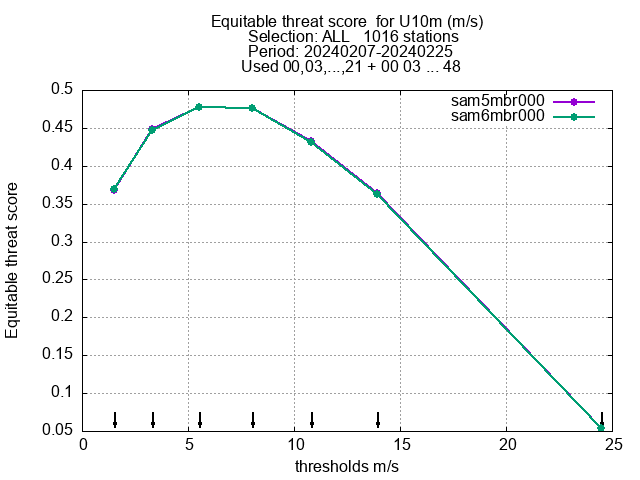 Equitable threat score  for U10m (m/s)
Selection: ALL   1016 stations
Period: 20240207-20240225
Used 00,03,...,21 + 00 03 ... 48
sam5mbr000
sam6mbr000
0.5
0.45
0.4
0.35
0.3
0.25
0.2
0.15
0.1
0.05
Equitable threat score
0 5 10 15 20 25
thresholds m/s